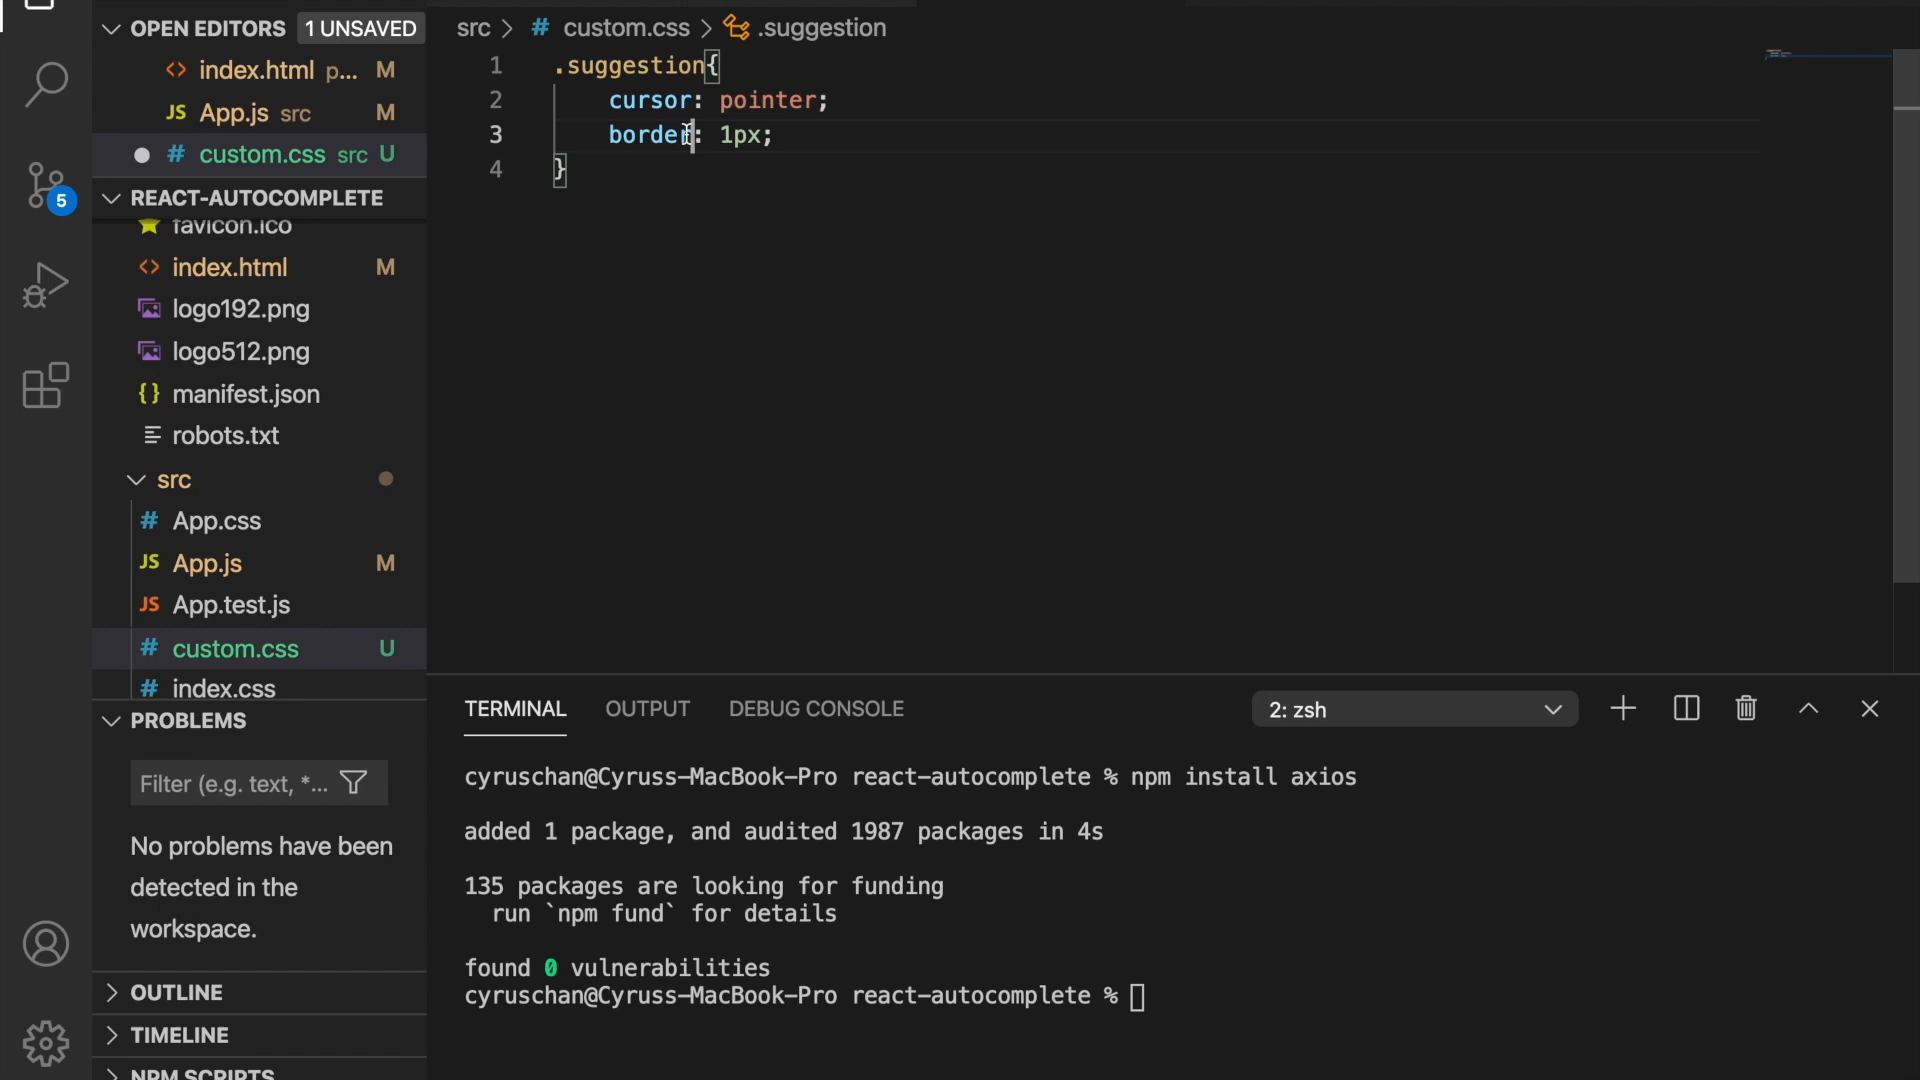 OPEN EDITORS 1 UNSAVED
<> index.html p... M
JS App.js src M
# custom.css src U
REACT-AUTOCOMPLETE
favicon.ico
<> index.html M
logo192.png
logo512.png
{} manifest.json
robots.txt
src
# App.css
JS App.js M
JS App.test.js
# custom.css U
# index.css
5
PROBLEMS
Filter (e.g. text, *...
No problems have been
detected in the
workspace.
OUTLINE
TIMELINE
NPM SCRIPTS
src > # custom.css > .suggestion
1 .suggestion{
2 cursor: pointer;
3 border: 1px;
4 }
TERMINAL OUTPUT DEBUG CONSOLE 2: zsh
cyruschan@Cyruss-MacBook-Pro react-autocomplete % npm install axios
added 1 package, and audited 1987 packages in 4s
135 packages are looking for funding
run `npm fund` for details
found 0 vulnerabilities
cyruschan@Cyruss-MacBook-Pro react-autocomplete %